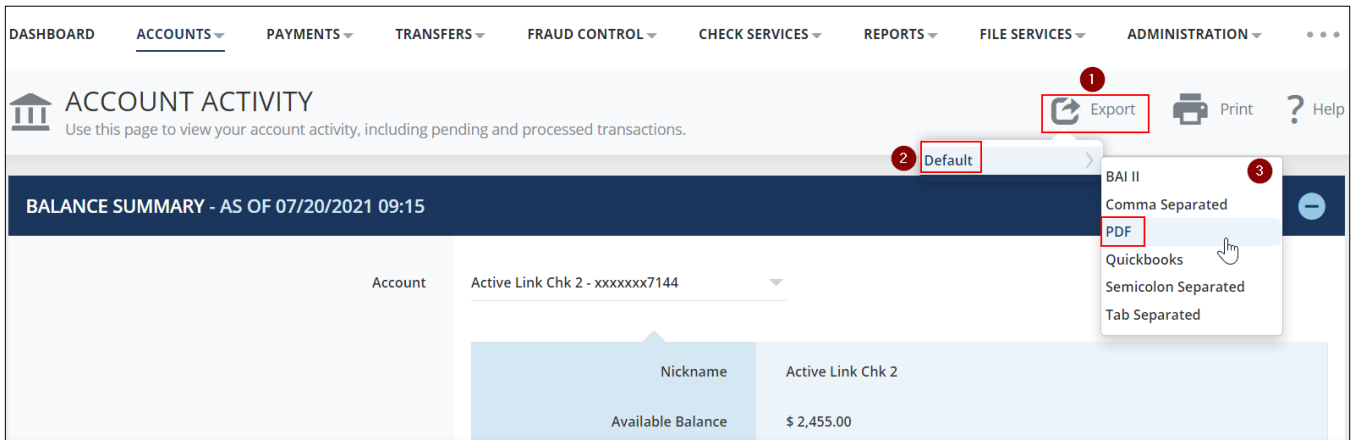 DASHBOARD ACCOUNTS PAYMENTS TRANSFERS FRAUD CONTROL CHECK SERVICES REPORTS FILE SERVICES ADMINISTRATION
1
ACCOUNT ACTIVITY
Export Print ? Help
Use this page to view your account activity, including pending and processed transactions.
2 Default
3
BAI II
Comma Separated
PDF
Quickbooks
Semicolon Separated
Tab Separated
BALANCE SUMMARY - AS OF 07/20/2021 09:15
Account Active Link Chk 2 - xxxxxxx7144
Nickname Active Link Chk 2
Available Balance $ 2,455.00